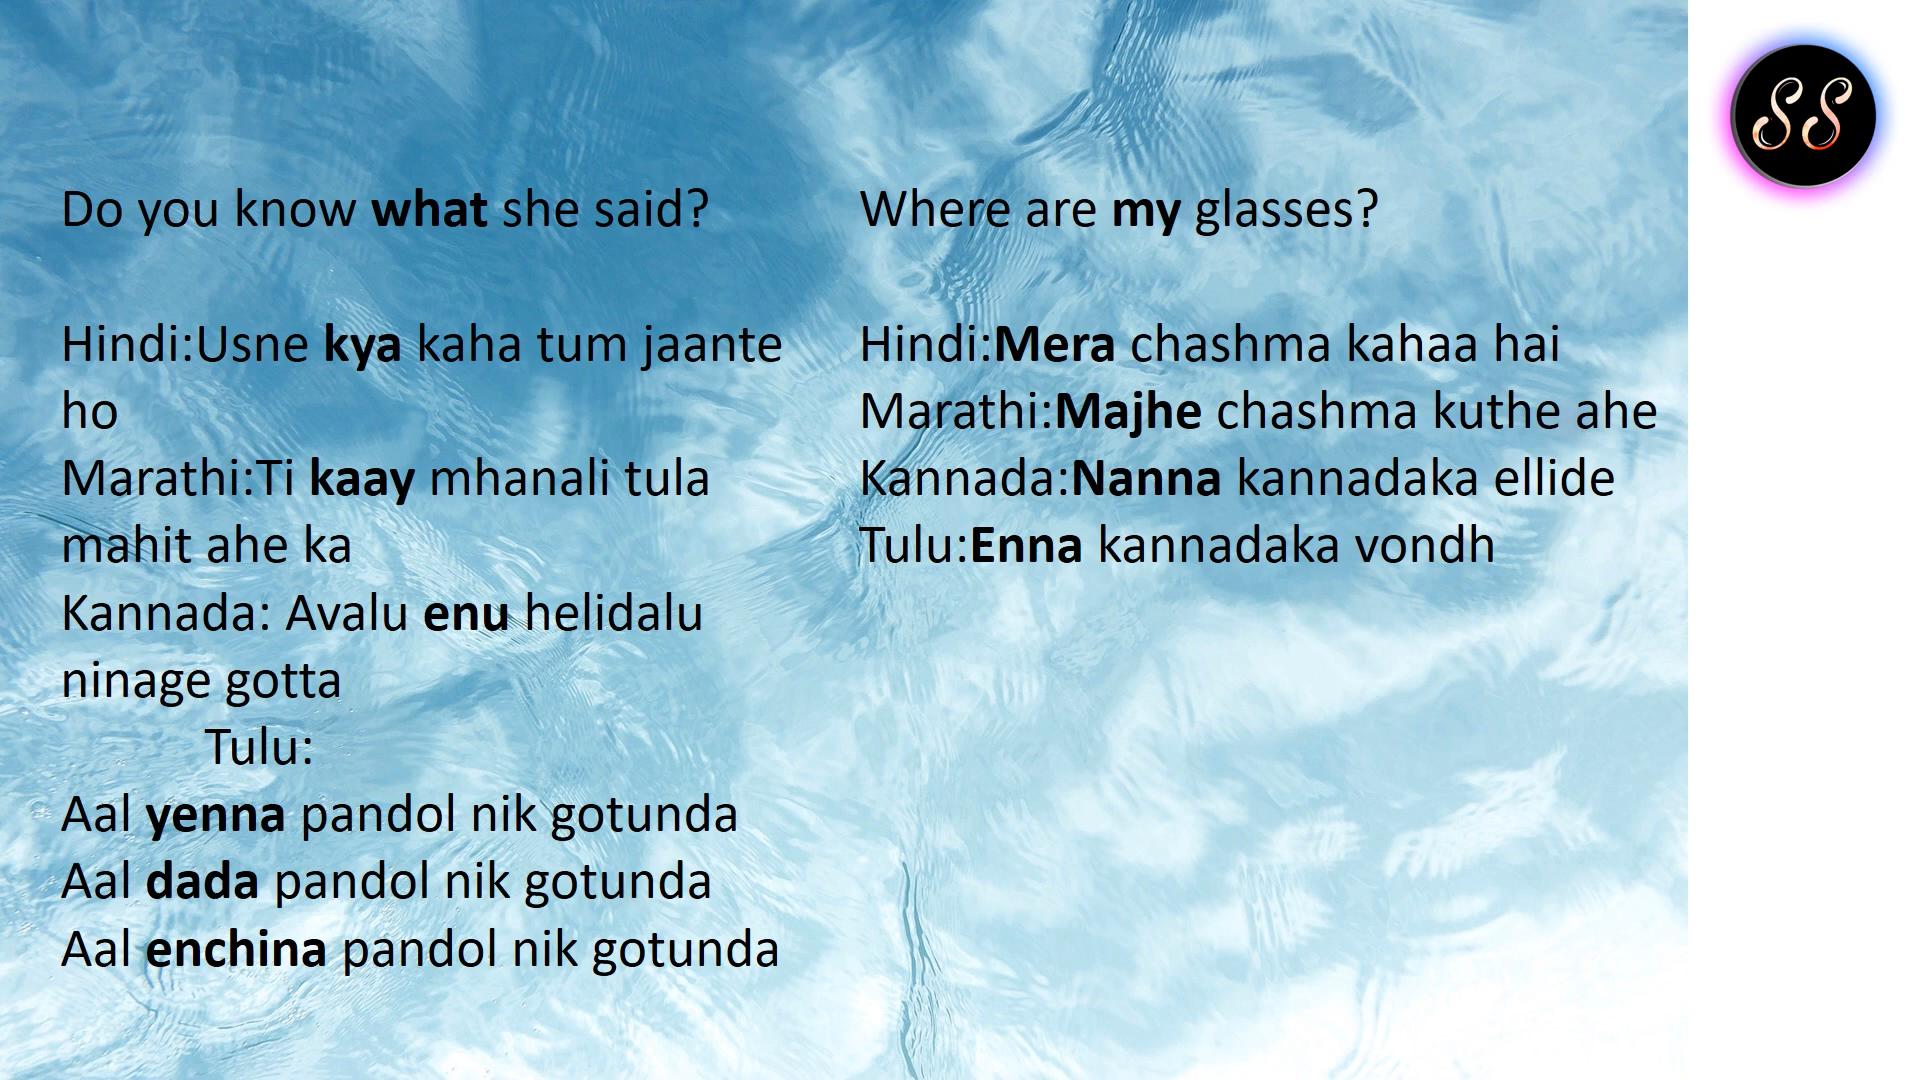 SS
Do you know what she said?
Hindi:Usne kya kaha tum jaante
ho
Marathi:Ti kaay mhanali tula
mahit ahe ka
Kannada: Avalu enu helidalu
ninage gotta
Tulu:
Aal yenna pandol nik gotunda
Aal dada pandol nik gotunda
Aal enchina pandol nik gotunda
Where are my glasses?
Hindi:Mera chashma kahaa hai
Marathi:Majhe chashma kuthe ahe
Kannada:Nanna kannadaka ellide
Tulu:Enna kannadaka vondh